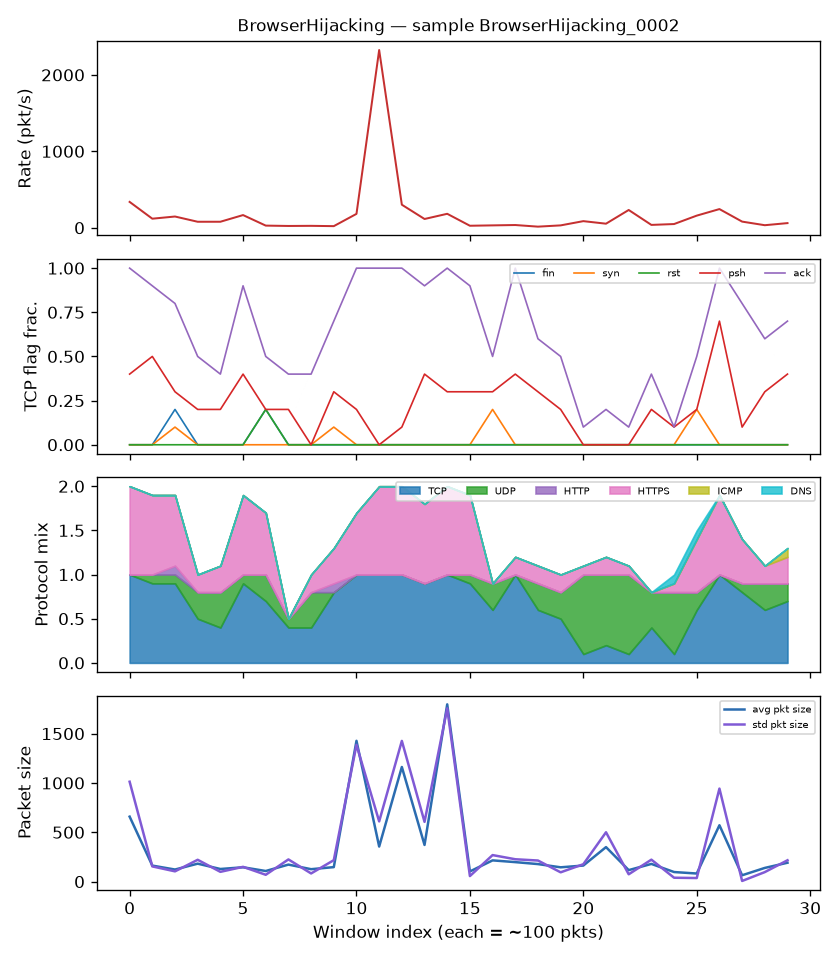 BrowserHijacking — sample BrowserHijacking_0002
Rate (pkt/s)
2000
1000
0
TCP flag frac.
1.00
0.75
0.50
0.25
0.00
fin syn rst psh ack
Protocol mix
2.0
1.5
1.0
0.5
0.0
TCP UDP HTTP HTTPS ICMP DNS
Packet size
1500
1000
500
0
avg pkt size
std pkt size
0 5 10 15 20 25 30
Window index (each = ~100 pkts)